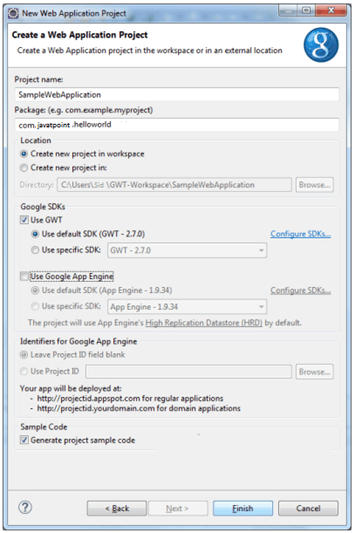 New Web Application Project
Create a Web Application Project
Create a Web Application project in the workspace or in an external location
Project name:
SampleWebApplication
Package: (e.g. com.example.myproject)
com.javatpoint.helloworld
Location
Create new project in workspace
Create new project in:
Directory: C:\Users\Sid\GWT-Workspace\SampleWebApplication Browse...
Google SDKs
Use GWT
Use default SDK (GWT - 2.7.0) Configure SDKs...
Use specific SDK: GWT - 2.7.0
Use Google App Engine
Use default SDK (App Engine - 1.9.34) Configure SDKs...
Use specific SDK: App Engine - 1.9.34
The project will use App Engine's High Replication Datastore (HRD) by default.
Identifiers for Google App Engine
Leave Project ID field blank
Use Project ID Browse...
Your app will be deployed at:
- http://projectid.appspot.com for regular applications
- http://projectid.yourdomain.com for domain applications
Sample Code
Generate project sample code
? < Back Next > Finish Cancel